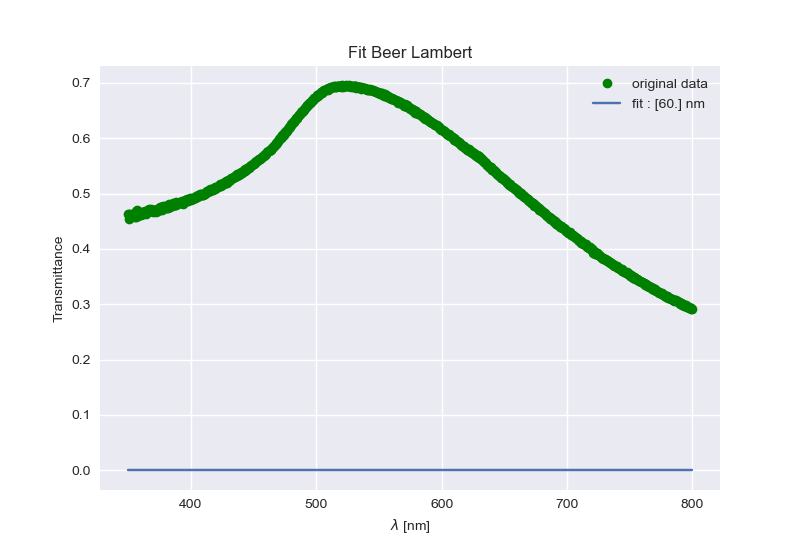 Fit Beer Lambert
original data
fit : [60.] nm
Transmittance
0.7
0.6
0.5
0.4
0.3
0.2
0.1
0.0
400 500 600 700 800
λ [nm]